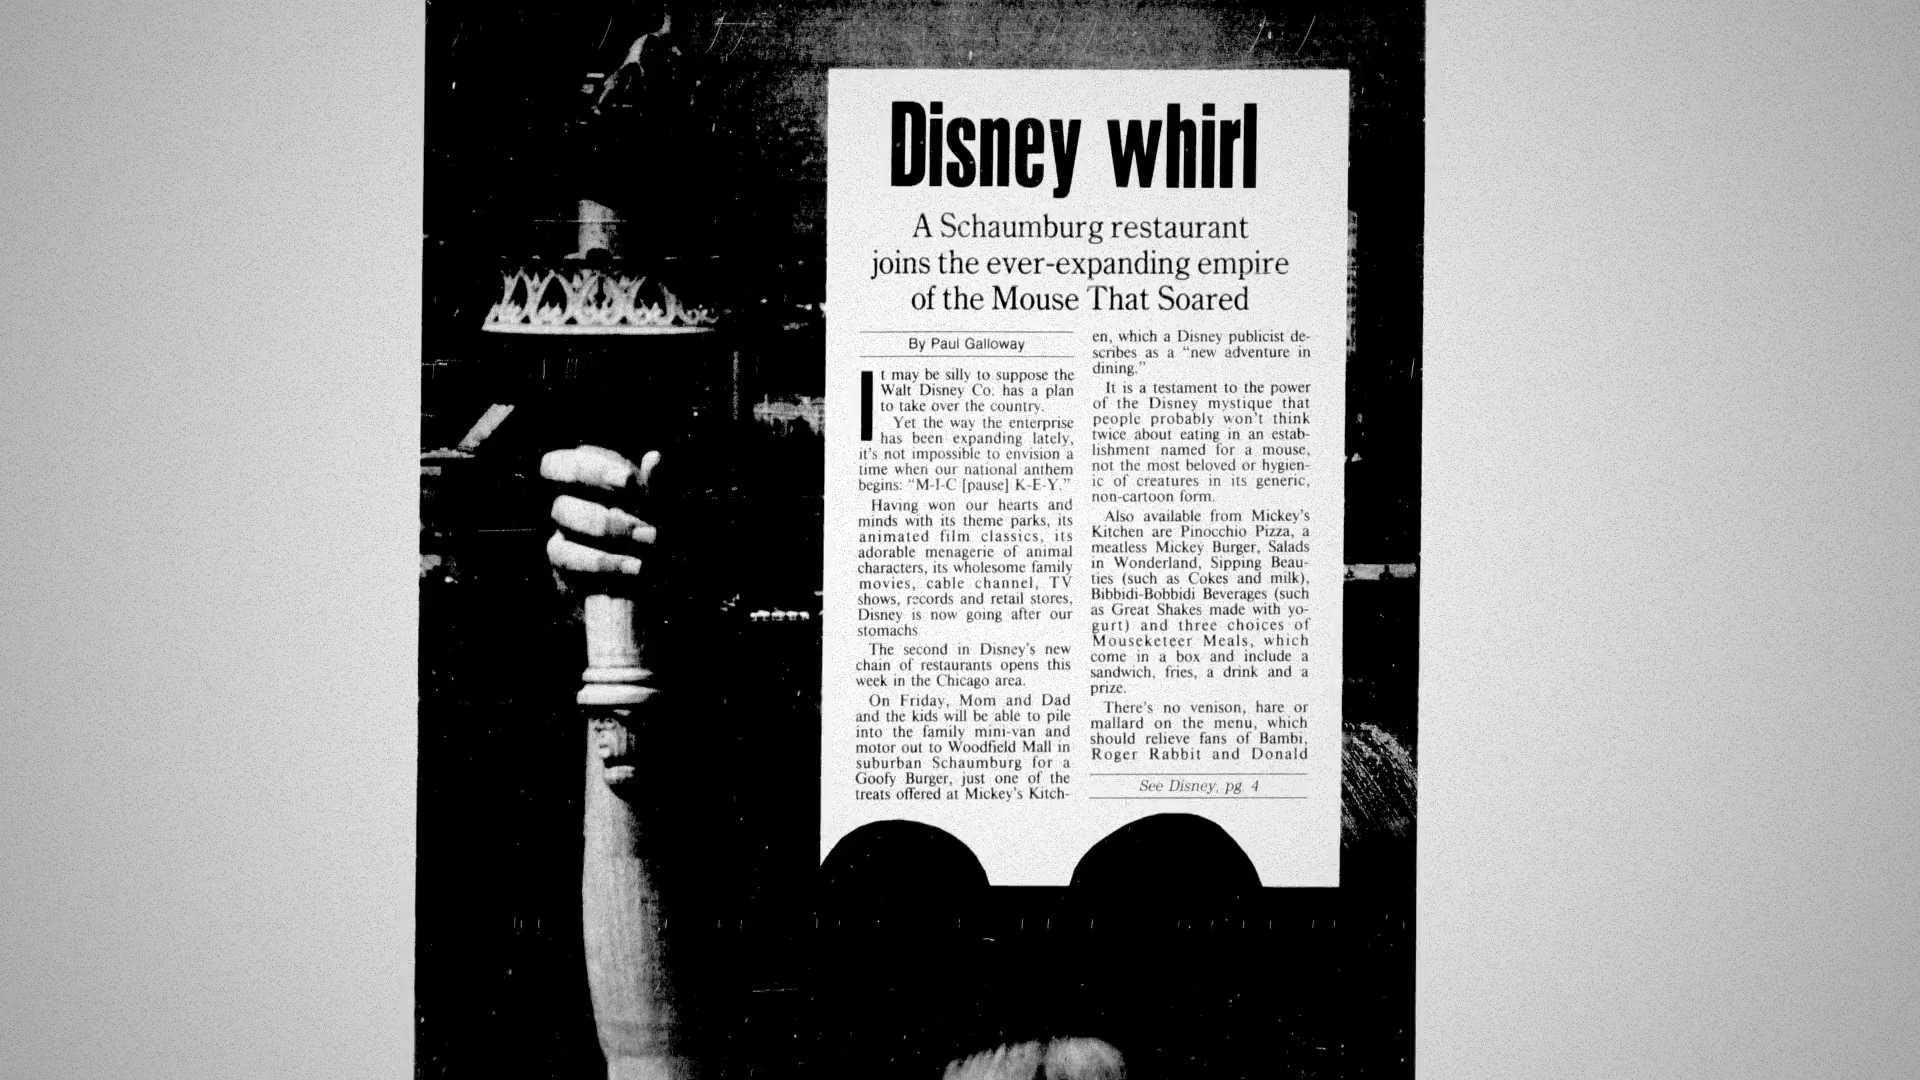 Disney whirl
A Schaumburg restaurant
joins the ever-expanding empire
of the Mouse That Soared
By Paul Galloway
It may be silly to suppose the
Walt Disney Co. has a plan
to take over the country.
Yet the way the enterprise
has been expanding lately,
it's not impossible to envision a
time when our national anthem
begins: “M-I-C [pause] K-E-Y.”
Having won our hearts and
minds with its theme parks, its
animated film classics, its
adorable menagerie of animal
characters, its wholesome family
movies, cable channel, TV
shows, records and retail stores,
Disney is now going after our
stomachs
The second in Disney's new
chain of restaurants opens this
week in the Chicago area.
On Friday, Mom and Dad
and the kids will be able to pile
into the family mini-van and
motor out to Woodfield Mall in
suburban Schaumburg for a
Goofy Burger, just one of the
treats offered at Mickey's Kitch-
en, which a Disney publicist de-
scribes as a “new adventure in
dining.”
It is a testament to the power
of the Disney mystique that
people probably won't think
twice about eating in an estab-
lishment named for a mouse,
not the most beloved or hygien-
ic of creatures in its generic,
non-cartoon form.
Also available from Mickey's
Kitchen are Pinocchio Pizza, a
meatless Mickey Burger, Salads
in Wonderland, Sipping Beau-
ties (such as Cokes and milk),
Bibbidi-Bobbidi Beverages (such
as Great Shakes made with yo-
gurt) and three choices of
Mouseketeer Meals, which
come in a box and include a
sandwich, fries, a drink and a
prize.
There's no venison, hare or
mallard on the menu, which
should relieve fans of Bambi,
Roger Rabbit and Donald
See Disney, pg. 4